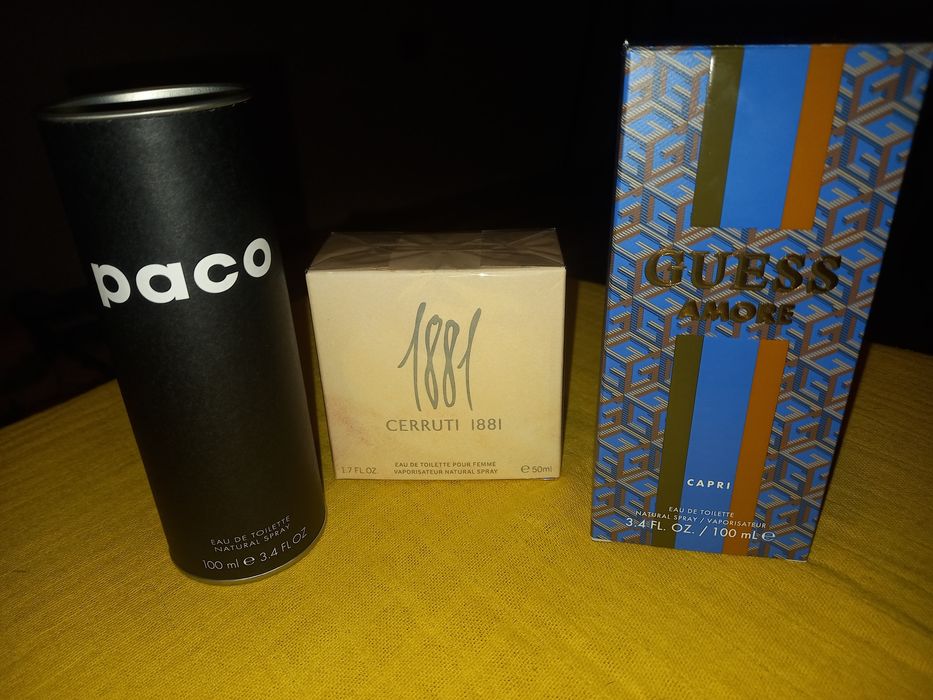 paco
EAU DE TOILETTE
NATURAL SPRAY
100 ml e 3.4 FL OZ
1881
CERRUTI 1881
1.7 FL.OZ.
EAU DE TOILETTE POUR FEMME
VAPORISATEUR NATURAL SPRAY
e 50ml
GUESS
AMORE
CAPRI
EAU DE TOILETTE
NATURAL SPRAY / VAPORISATEUR
3.4 FL. OZ. / 100 mL e